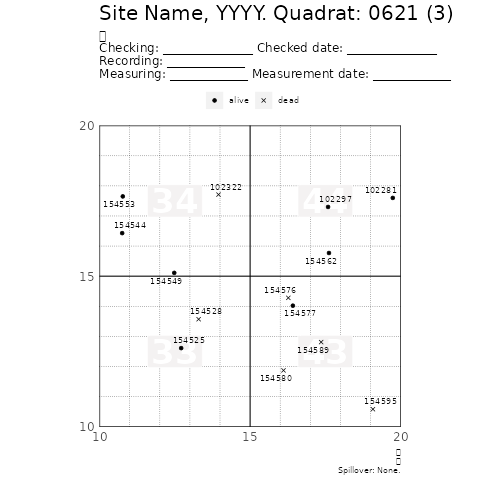 Site Name, YYYY. Quadrat: 0621 (3)
Checking: ______________ Checked date: ______________
Recording: ____________
Measuring: ____________ Measurement date: ____________
alive dead
20
34 44
102322
102281
102297
154553
154544
154562
15
154549
154576
154528
154577
154525
33 43
154589
154580
154595
10
10 15 20
Spillover: None.